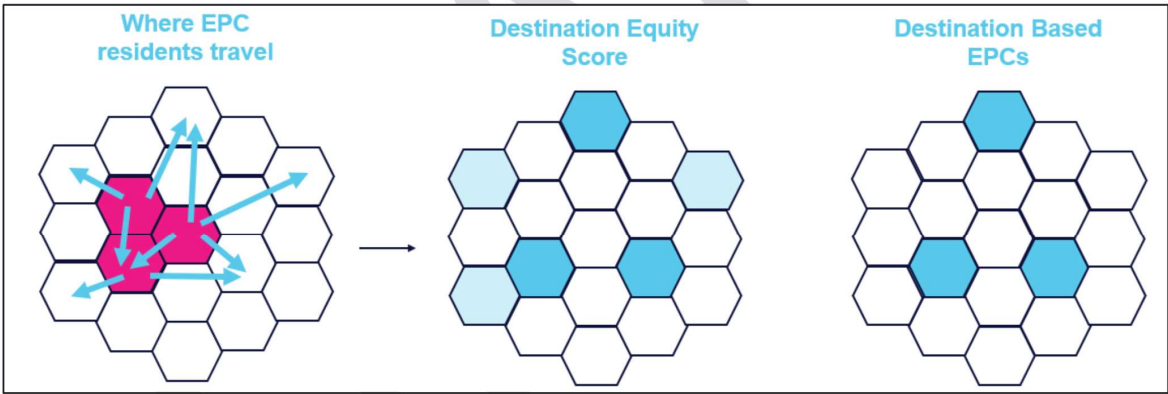 Where EPC
residents travel
Destination Equity
Score
Destination Based
EPCs